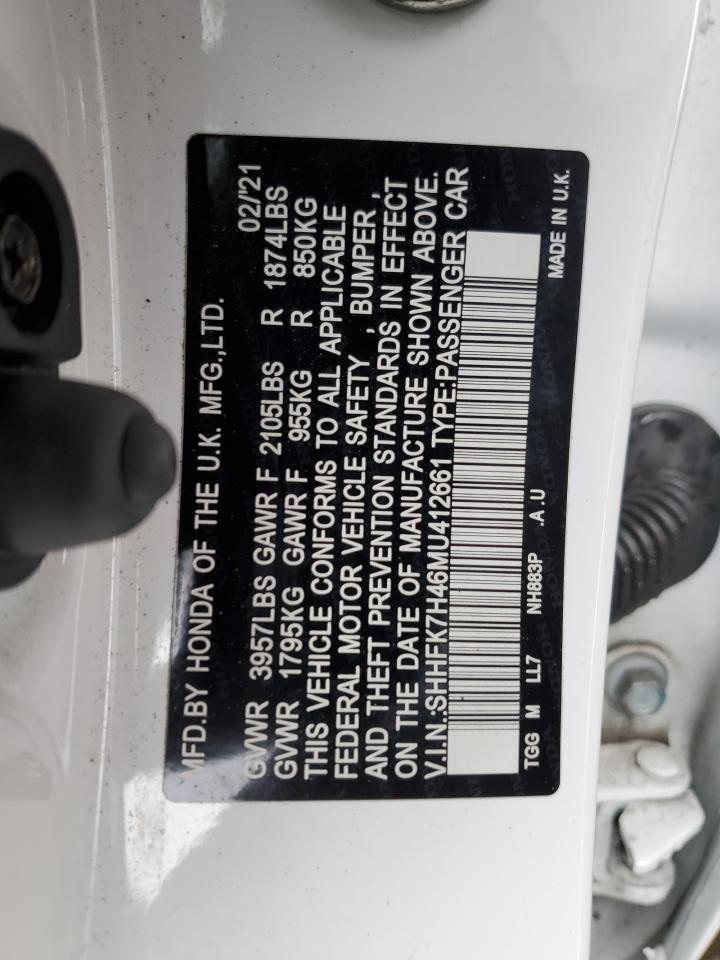 MFD.BY HONDA OF THE U.K. MFG.,LTD. 02/'21
GVWR 3957LBS GAWR F 2105LBS R 1874LBS
GVWR 1795KG GAWR F 955KG R 850KG
THIS VEHICLE CONFORMS TO ALL APPLICABLE
FEDERAL MOTOR VEHICLE SAFETY , BUMPER ,
AND THEFT PREVENTION STANDARDS IN EFFECT
ON THE DATE OF MANUFACTURE SHOWN ABOVE.
V.I.N.:SHHFK7H46MU412661 TYPE:PASSENGER CAR
TGG M LL7 NH883P .A .U MADE IN U.K.